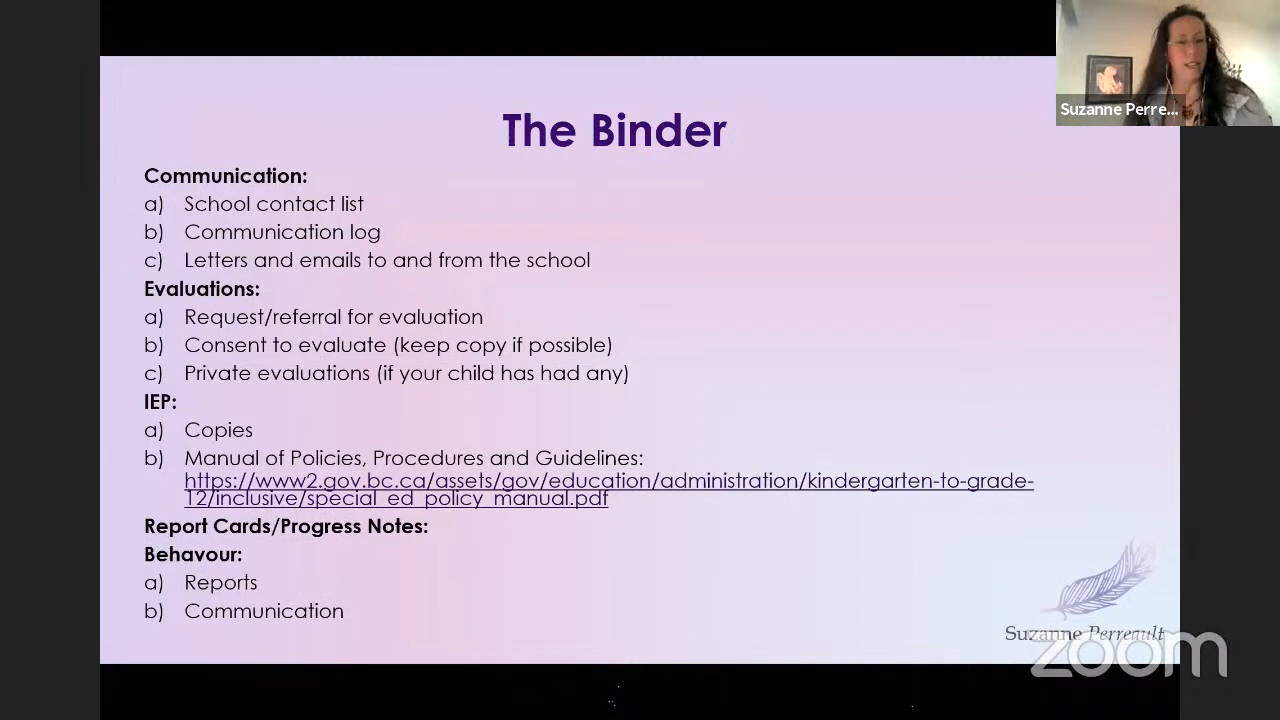 Suzanne Perre...
The Binder
Communication:
a) School contact list
b) Communication log
c) Letters and emails to and from the school
Evaluations:
a) Request/referral for evaluation
b) Consent to evaluate (keep copy if possible)
c) Private evaluations (if your child has had any)
IEP:
a) Copies
b) Manual of Policies, Procedures and Guidelines:
https://www2.gov.bc.ca/assets/gov/education/administration/kindergarten-to-grade-
12/inclusive/special_ed_policy_manual.pdf
Report Cards/Progress Notes:
Behavour:
a) Reports
b) Communication
Suzanne Perreault
zoom